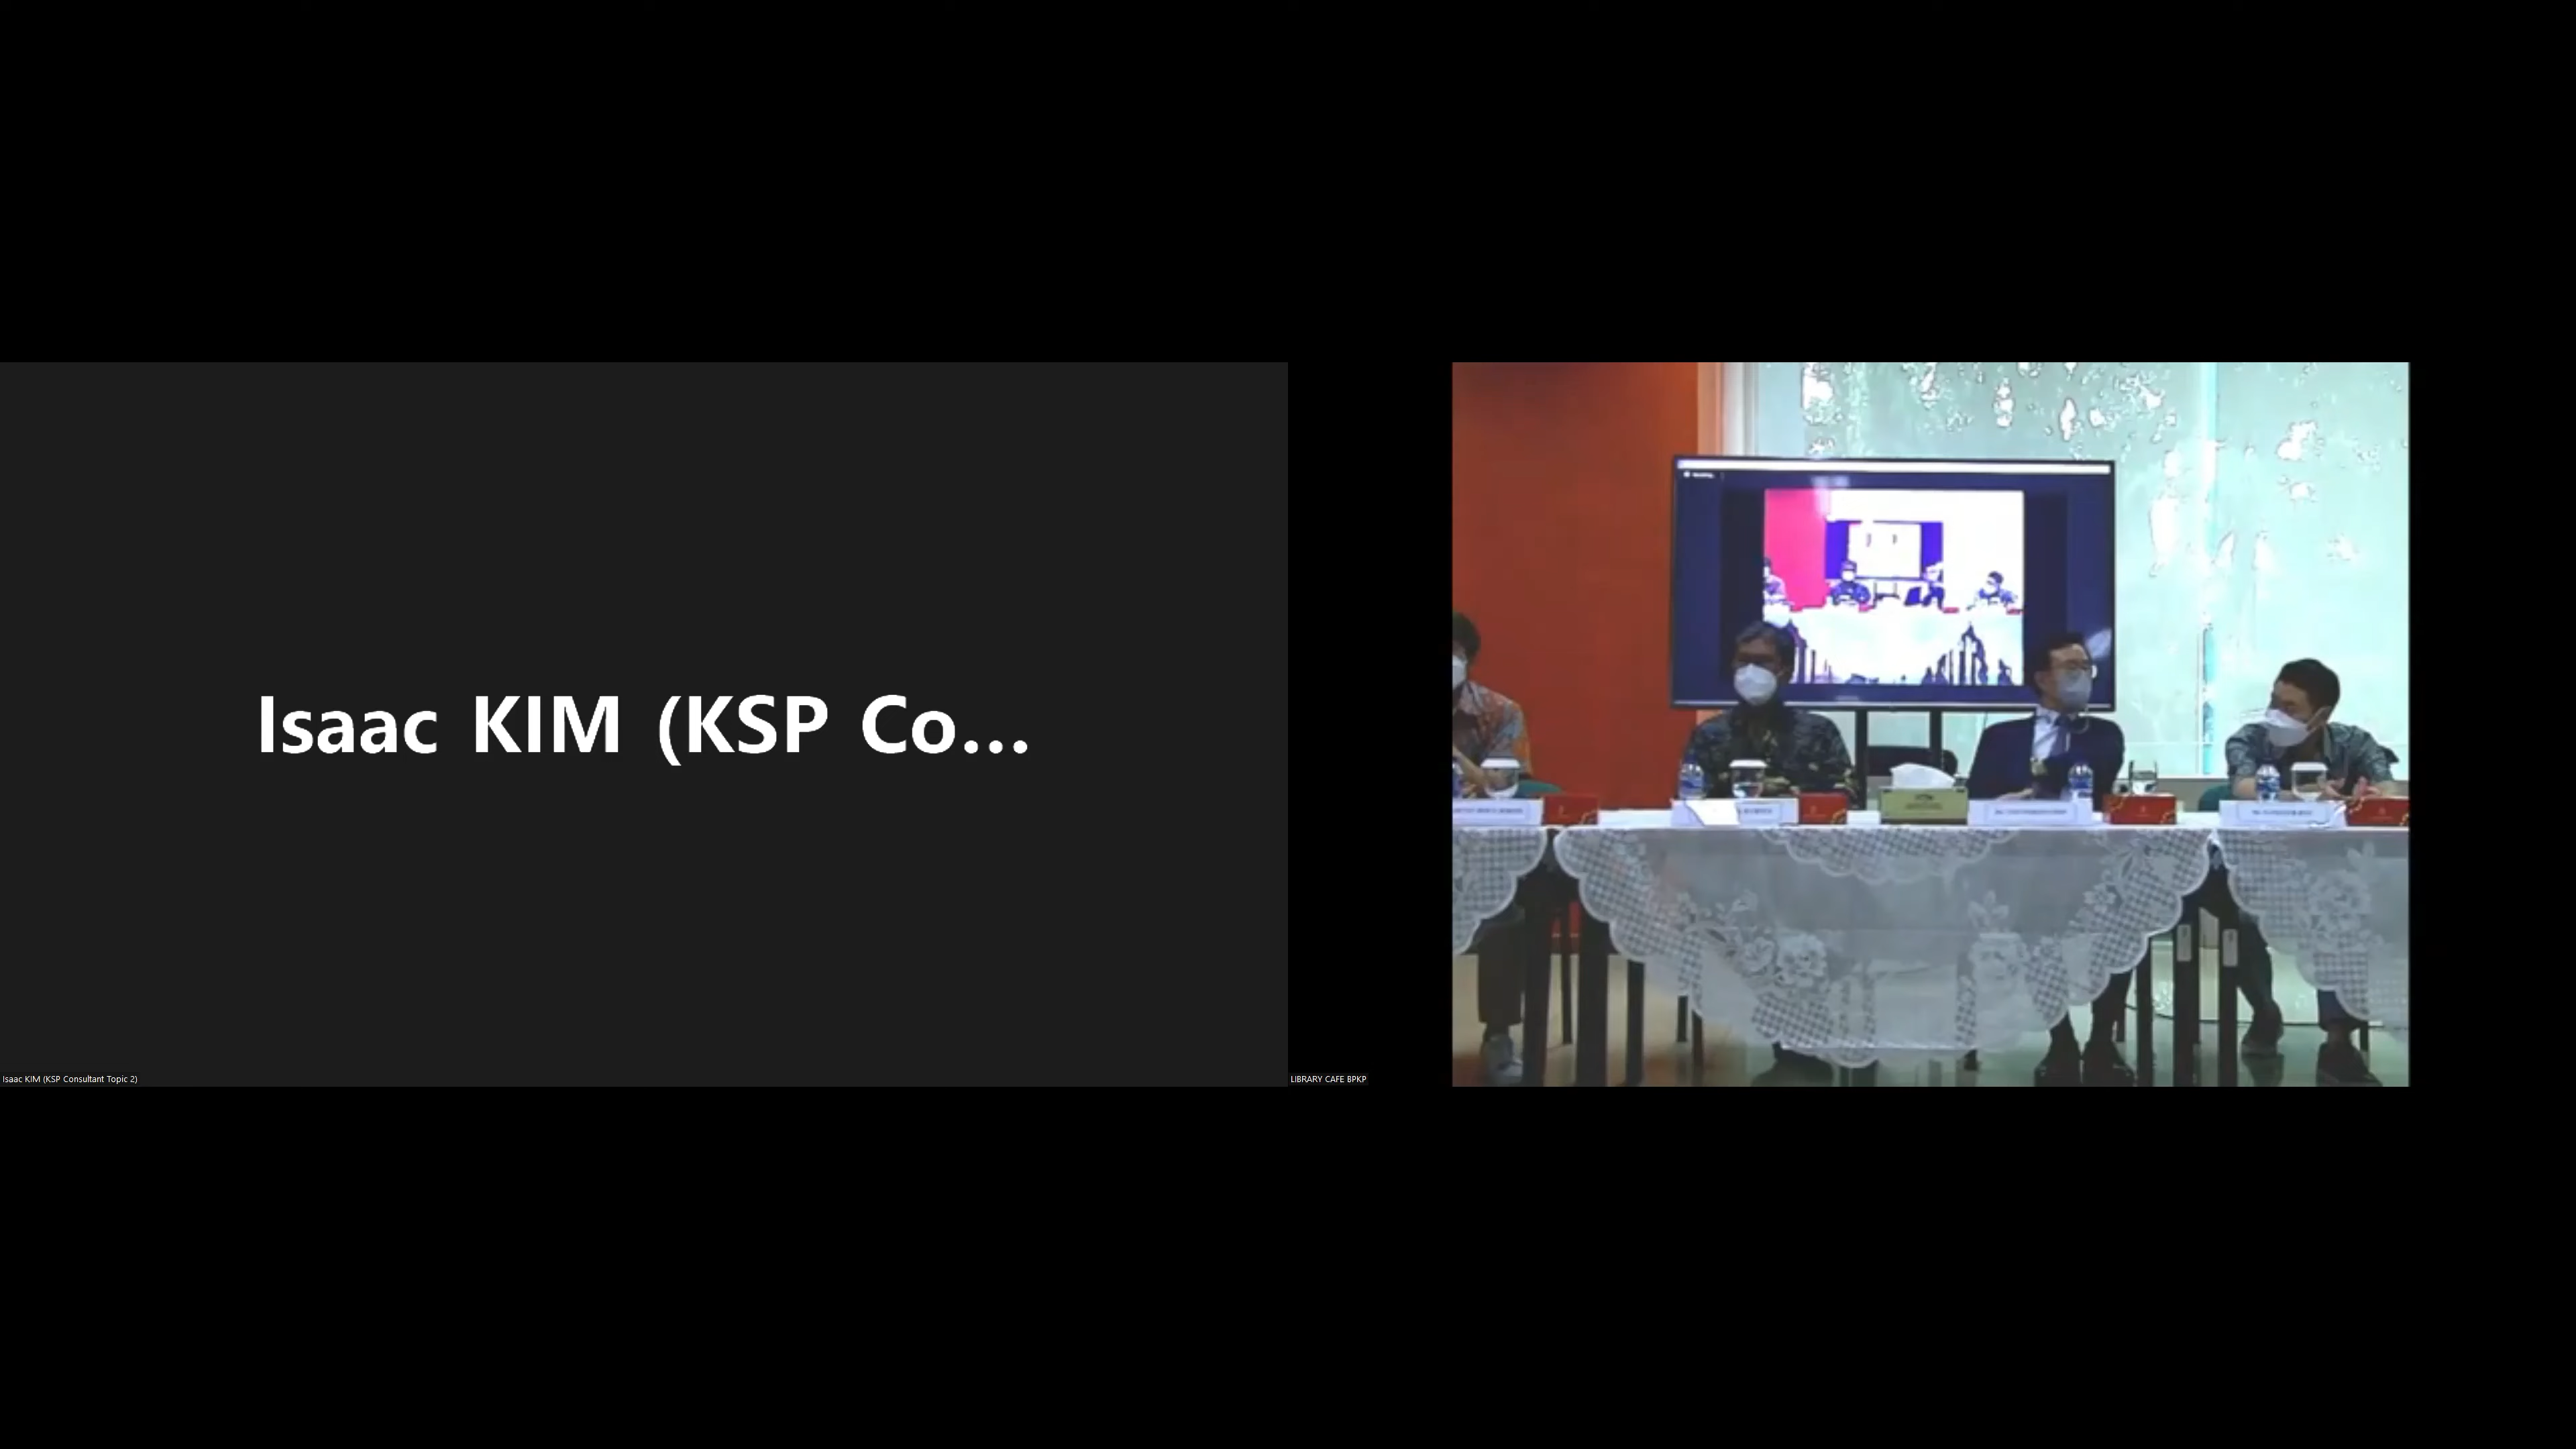 Isaac KIM (KSP Co...
Isaac KIM (KSP Consultant Topic 2)
LIBRARY CAFE BPKP